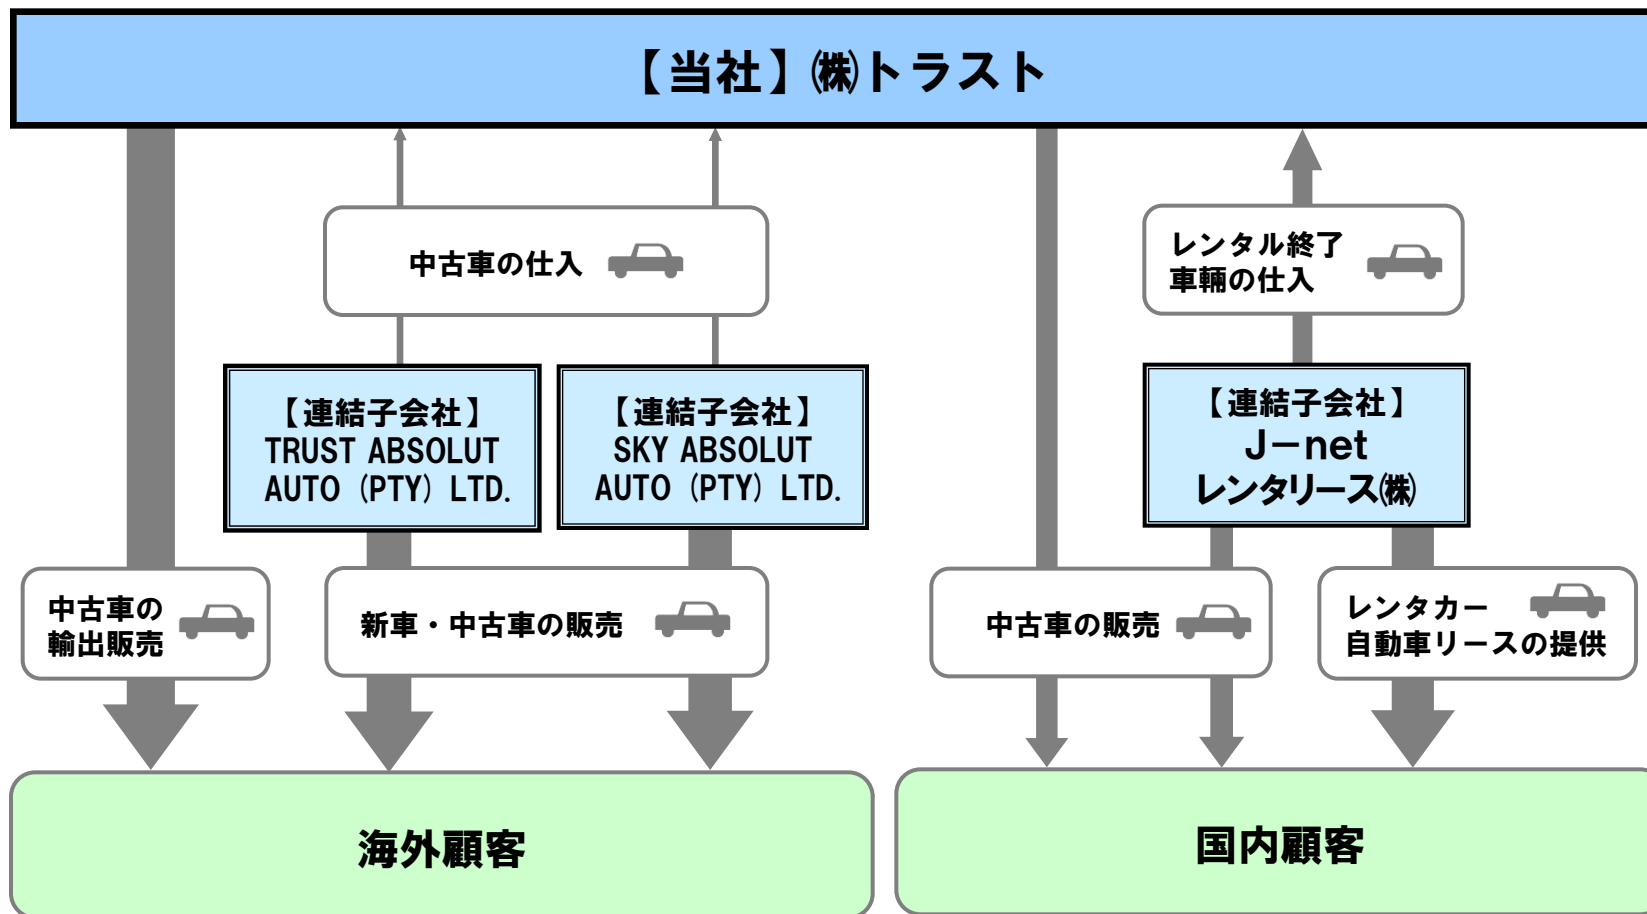 【当社】㈱トラスト
中古車の仕入
レンタル終了
車輛の仕入
【連結子会社】
TRUST ABSOLUT
AUTO (PTY) LTD.
【連結子会社】
SKY ABSOLUT
AUTO (PTY) LTD.
【連結子会社】
J－net
レンタリース㈱
中古車の
輸出販売
新車・中古車の販売
中古車の販売
レンタカー
自動車リースの提供
海外顧客
国内顧客